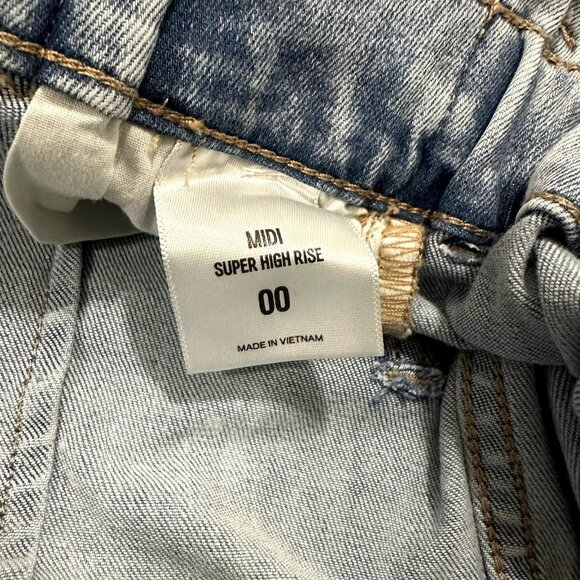 MIDI
SUPER HIGH RISE
00
MADE IN VIETNAM